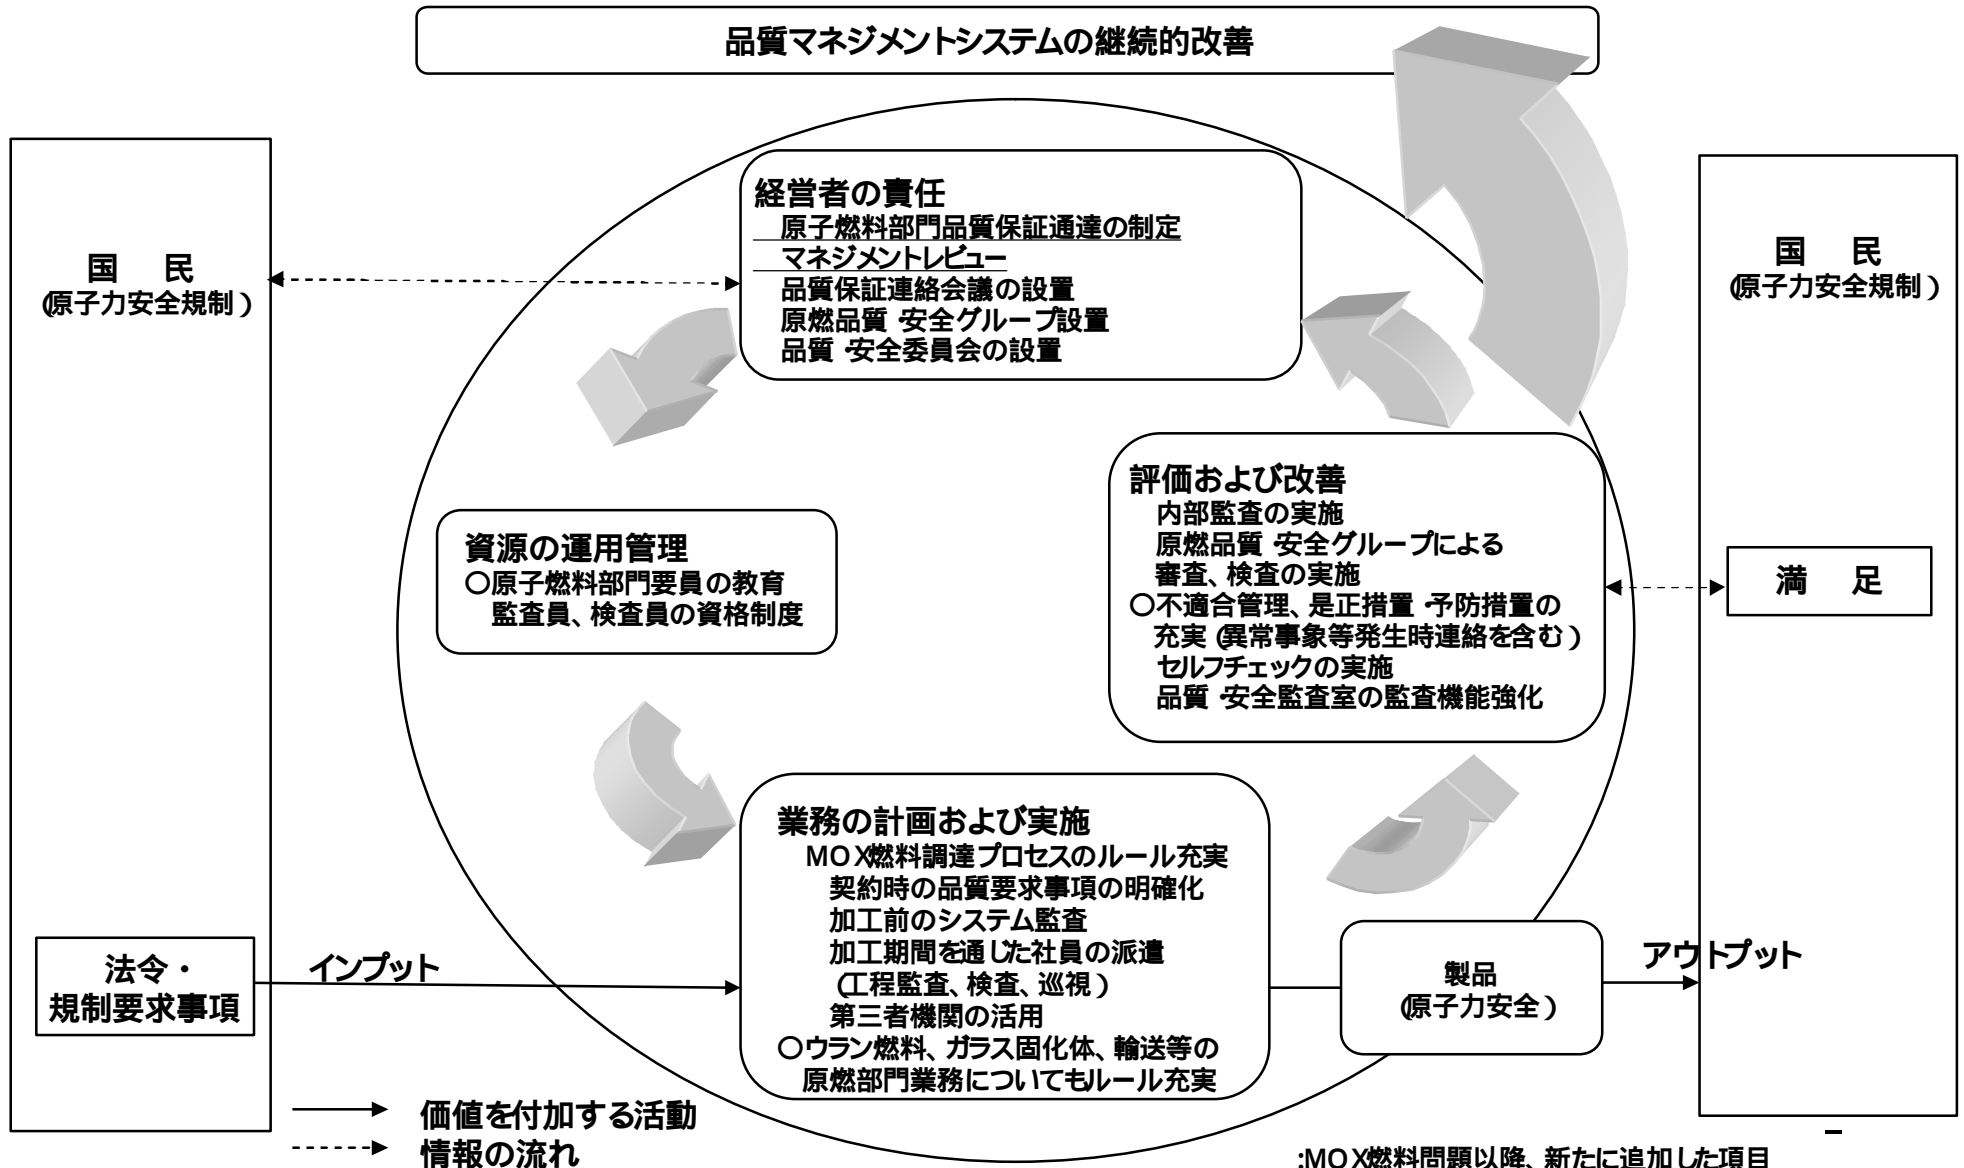 品質マネジメントシステムの継続的改善
国　民
(原子力安全規制)
経営者の責任
原子燃料部門品質保証通達の制定
マネジメントレビュー
品質保証連絡会議の設置
原燃品質・安全グループ設置
品質・安全委員会の設置
国　民
(原子力安全規制)
資源の運用管理
○原子燃料部門要員の教育
監査員、検査員の資格制度
評価および改善
内部監査の実施
原燃品質・安全グループによる
審査、検査の実施
○不適合管理、是正措置・予防措置の
充実(異常事象等発生時連絡を含む)
セルフチェックの実施
品質・安全監査室の監査機能強化
満　足
業務の計画および実施
MOX燃料調達プロセスのルール充実
契約時の品質要求事項の明確化
加工前のシステム監査
加工期間を通した社員の派遣
(工程監査、検査、巡視)
第三者機関の活用
○ウラン燃料、ガラス固化体、輸送等の
原燃部門業務についてもルール充実
法令・
規制要求事項
インプット
製品
(原子力安全)
アウトプット
価値を付加する活動
情報の流れ
:MOX燃料問題以降、新たに追加した項目